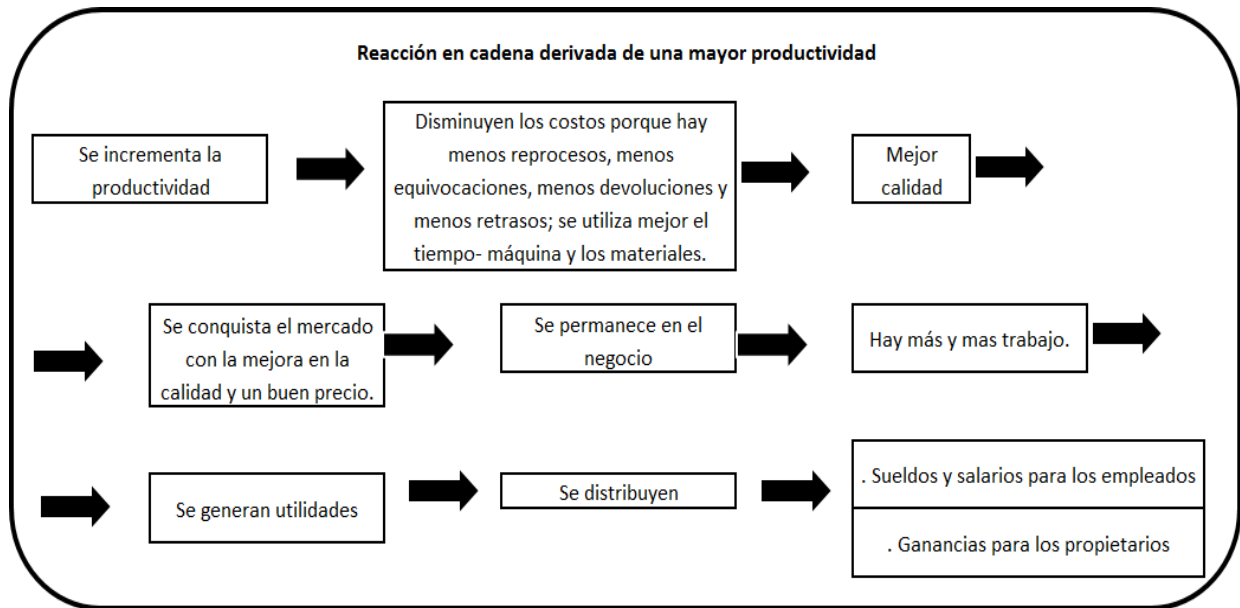 Reacción en cadena derivada de una mayor productividad
Se incrementa la
productividad
Disminuyen los costos porque hay
menos reprocesos, menos
equivocaciones, menos devoluciones y
menos retrasos; se utiliza mejor el
tiempo- máquina y los materiales.
Mejor
calidad
Se conquista el mercado
con la mejora en la
calidad y un buen precio.
Se permanece en el
negocio
Hay más y mas trabajo.
Se generan utilidades
Se distribuyen
. Sueldos y salarios para los empleados
. Ganancias para los propietarios